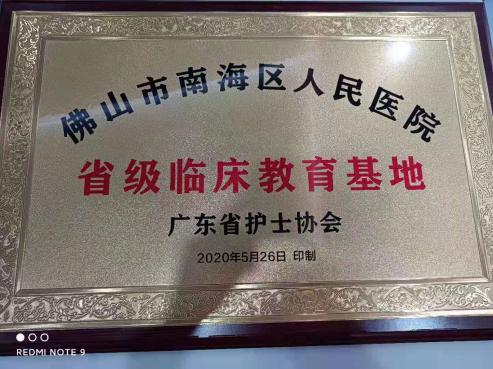 佛山市南海区人民医院
省级临床教育基地
广东省护士协会
2020年5月26日 印制
REDMI NOTE 9